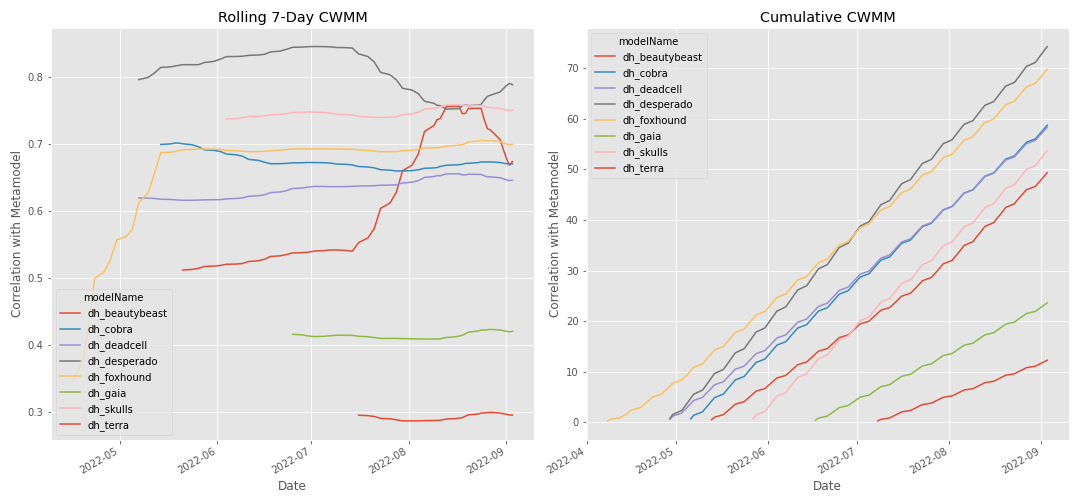 Rolling 7-Day CWMM
Correlation with Metamodel
0.8
0.7
0.6
0.5
0.4
0.3
modelName
dh_beautybeast
dh_cobra
dh_deadcell
dh_desperado
dh_foxhound
dh_gaia
dh_skulls
dh_terra
2022-05
2022-06
2022-07
2022-08
2022-09
Date
Cumulative CWMM
Correlation with Metamodel
70
60
50
40
30
20
10
0
modelName
dh_beautybeast
dh_cobra
dh_deadcell
dh_desperado
dh_foxhound
dh_gaia
dh_skulls
dh_terra
2022-04
2022-05
2022-06
2022-07
2022-08
2022-09
Date